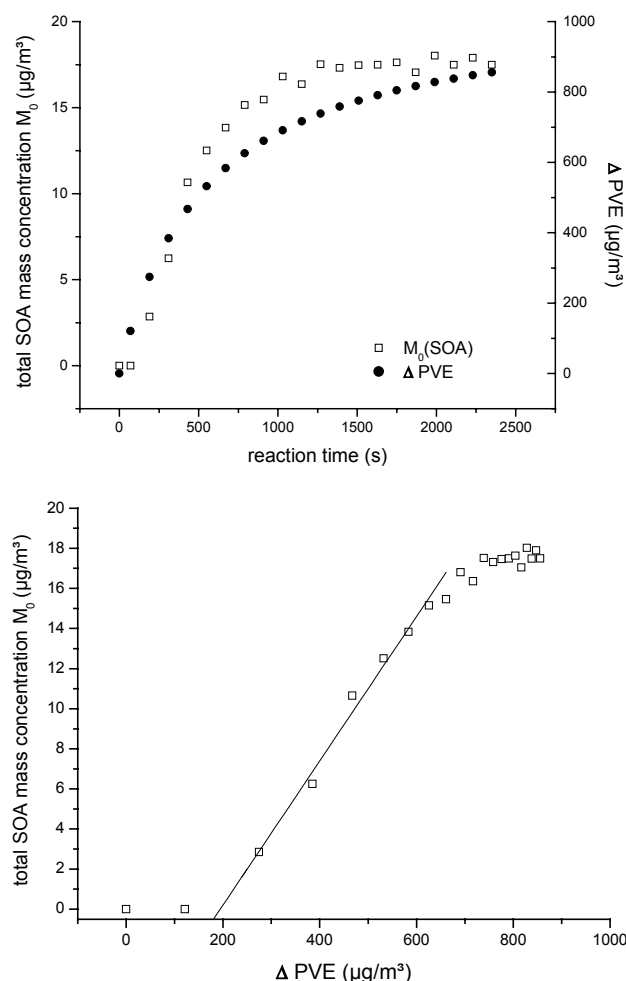 20
15
10
5
0
total SOA mass concentration M₀ (µg/m³)
1000
800
600
400
200
0
Δ PVE (µg/m³)
M₀(SOA)
Δ PVE
0 500 1000 1500 2000 2500
reaction time (s)
20
18
16
14
12
10
8
6
4
2
0
total SOA mass concentration M₀ (µg/m³)
0 200 400 600 800 1000
Δ PVE (µg/m³)